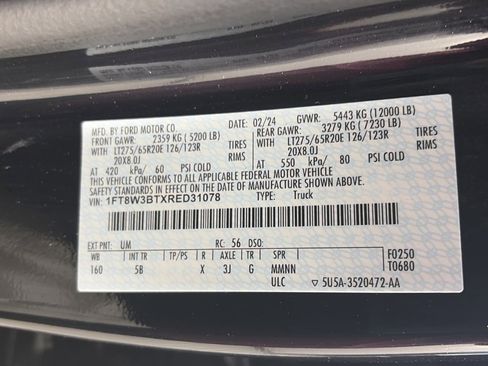 MFD. BY FORD MOTOR CO. DATE: 02/24 GVWR: 5443 KG (12000 LB)
FRONT GAWR: 2359 KG (5200 LB) REAR GAWR: 3279 KG (7230 LB)
WITH LT275/65R20E 126/123R TIRES WITH LT275/65R20E 126/123R TIRES
20X8.0J RIMS 20X8.0J RIMS
AT 420 kPa/ 60 PSI COLD AT 550 kPa/ 80 PSI COLD
THIS VEHICLE CONFORMS TO ALL APPLICABLE FEDERAL MOTOR VEHICLE
SAFETY STANDARDS IN EFFECT ON THE DATE OF MANUFACTURE SHOWN ABOVE.
VIN: 1FT8W3BTXRED31078 TYPE: Truck
EXT PNT: UM RC: 56 DSO: F0250
WB INT TR TP/PS R AXLE TR SPR T0680
160 5B X 3J G MMNN
ULC ▽ 5U5A-3520472-AA